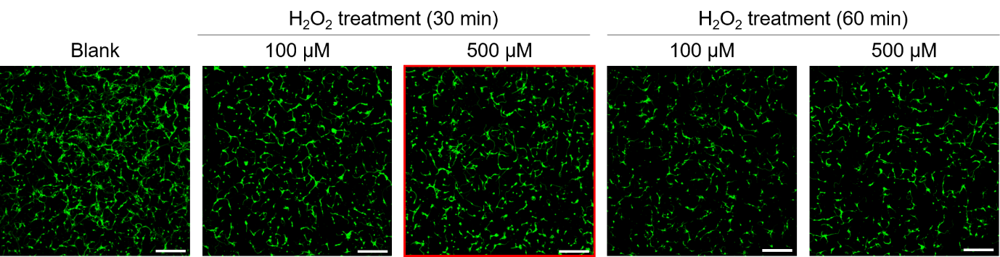 H₂O₂ treatment (30 min) H₂O₂ treatment (60 min)
Blank 100 µM 500 µM 100 µM 500 µM